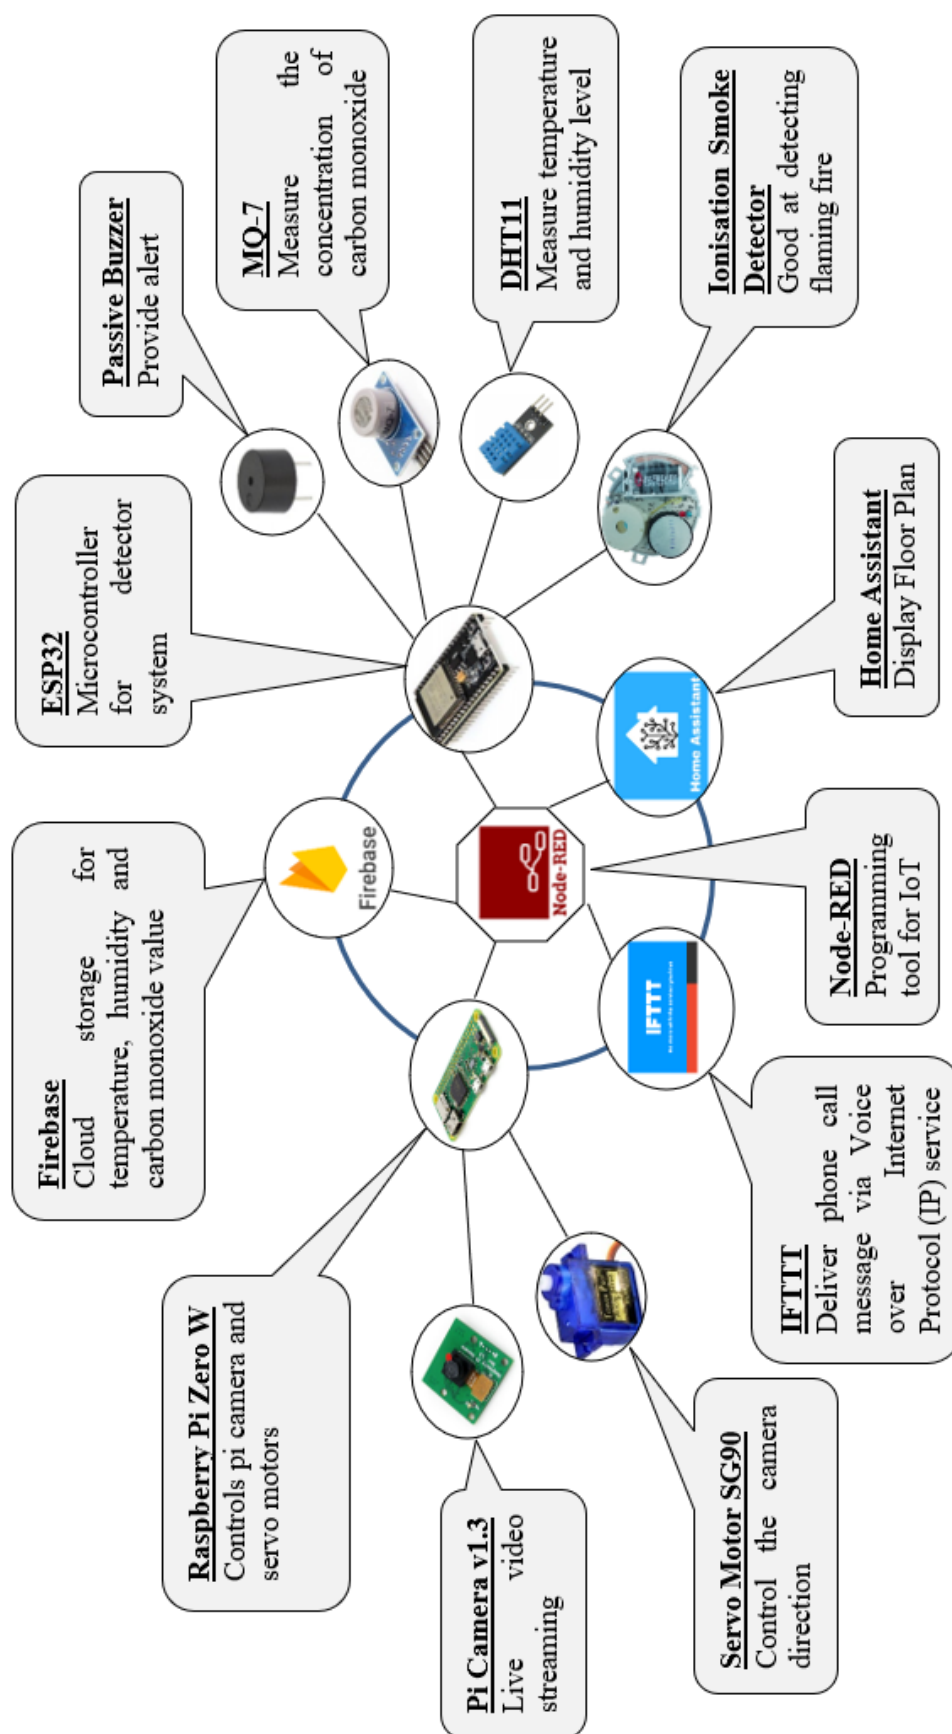 Firebase
Cloud storage for
temperature, humidity and
carbon monoxide value
ESP32
Microcontroller
for detector
system
Passive Buzzer
Provide alert
MQ-7
Measure the
concentration of
carbon monoxide
DHT11
Measure temperature
and humidity level
Ionisation Smoke
Detector
Good at detecting
flaming fire
Raspberry Pi Zero W
Controls pi camera and
servo motors
Firebase
Node-RED
Home Assistant
IFTTT
Pi Camera v1.3
Live video
streaming
Servo Motor SG90
Control the camera
direction
IFTTT
Deliver phone call
message via Voice
over Internet
Protocol (IP) service
Node-RED
Programming
tool for IoT
Home Assistant
Display Floor Plan